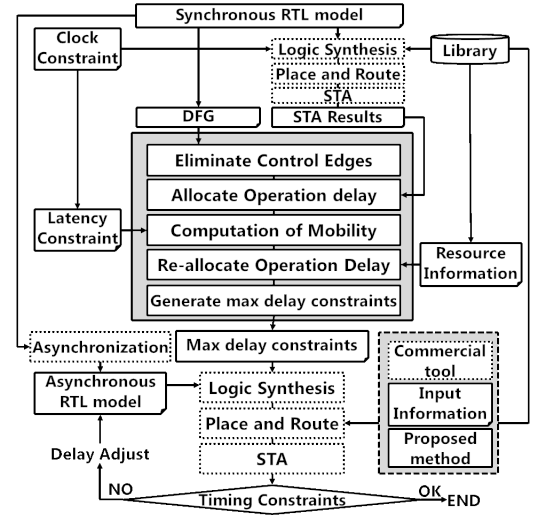 Synchronous RTL model
Clock
Constraint
Logic Synthesis
Library
Place and Route
STA
DFG
STA Results
Eliminate Control Edges
Allocate Operation delay
Latency
Constraint
Computation of Mobility
Re-allocate Operation Delay
Resource
Information
Generate max delay constraints
Asynchronization
Max delay constraints
Commercial
tool
Asynchronous
RTL model
Logic Synthesis
Input
Information
Place and Route
Proposed
method
Delay Adjust
STA
NO
Timing Constraints
OK
END